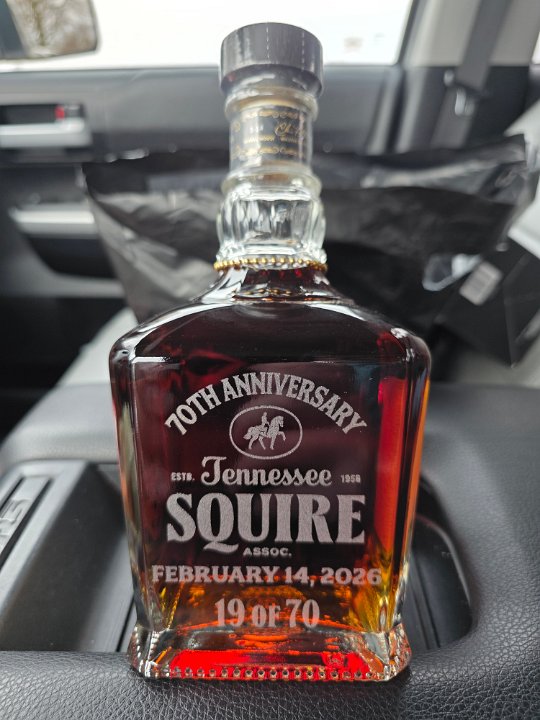 70TH ANNIVERSARY
ESTD. Tennessee 1956
SQUIRE
ASSOC.
FEBRUARY 14, 2026
19 OF 70